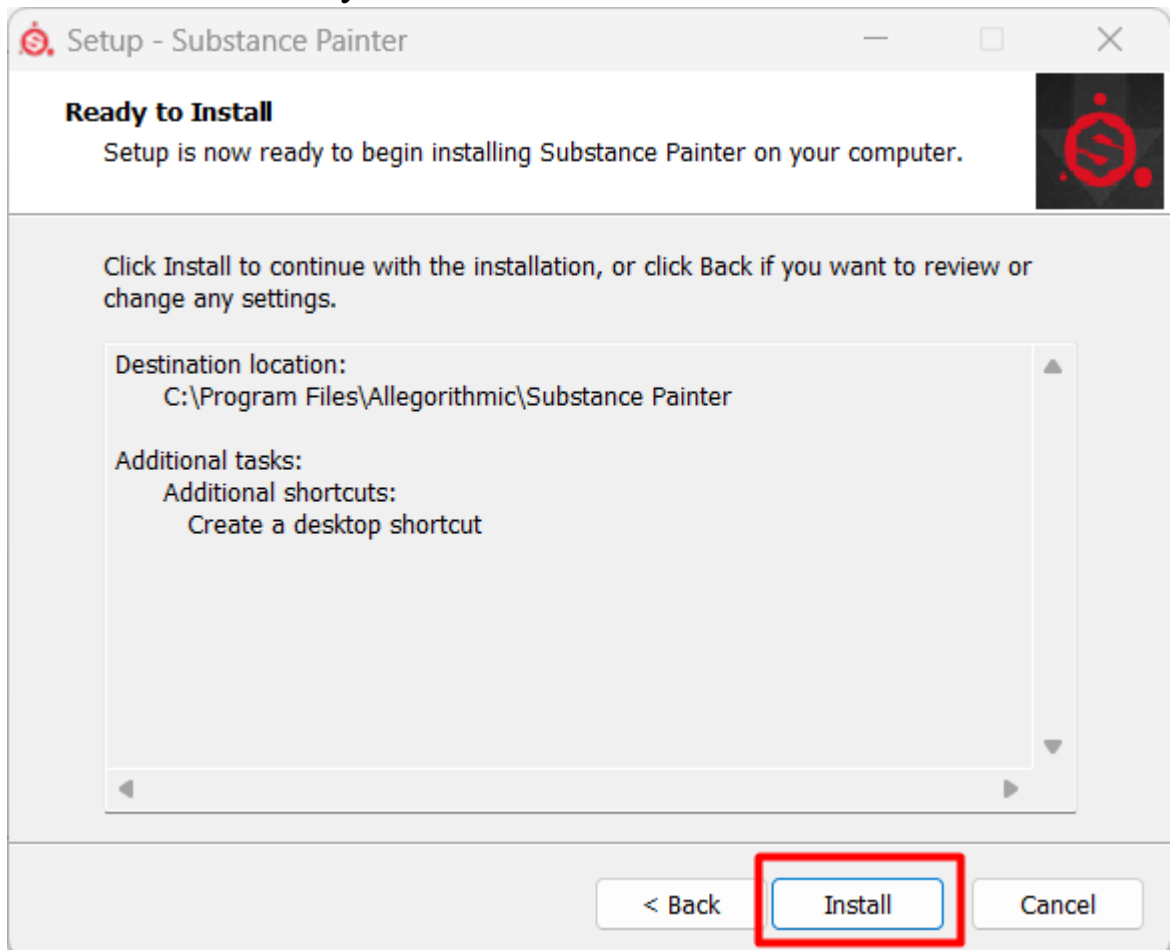 Setup - Substance Painter
Ready to Install
Setup is now ready to begin installing Substance Painter on your computer.
Click Install to continue with the installation, or click Back if you want to review or
change any settings.
Destination location:
C:\Program Files\Allegorithmic\Substance Painter
Additional tasks:
Additional shortcuts:
Create a desktop shortcut
< Back
Install
Cancel